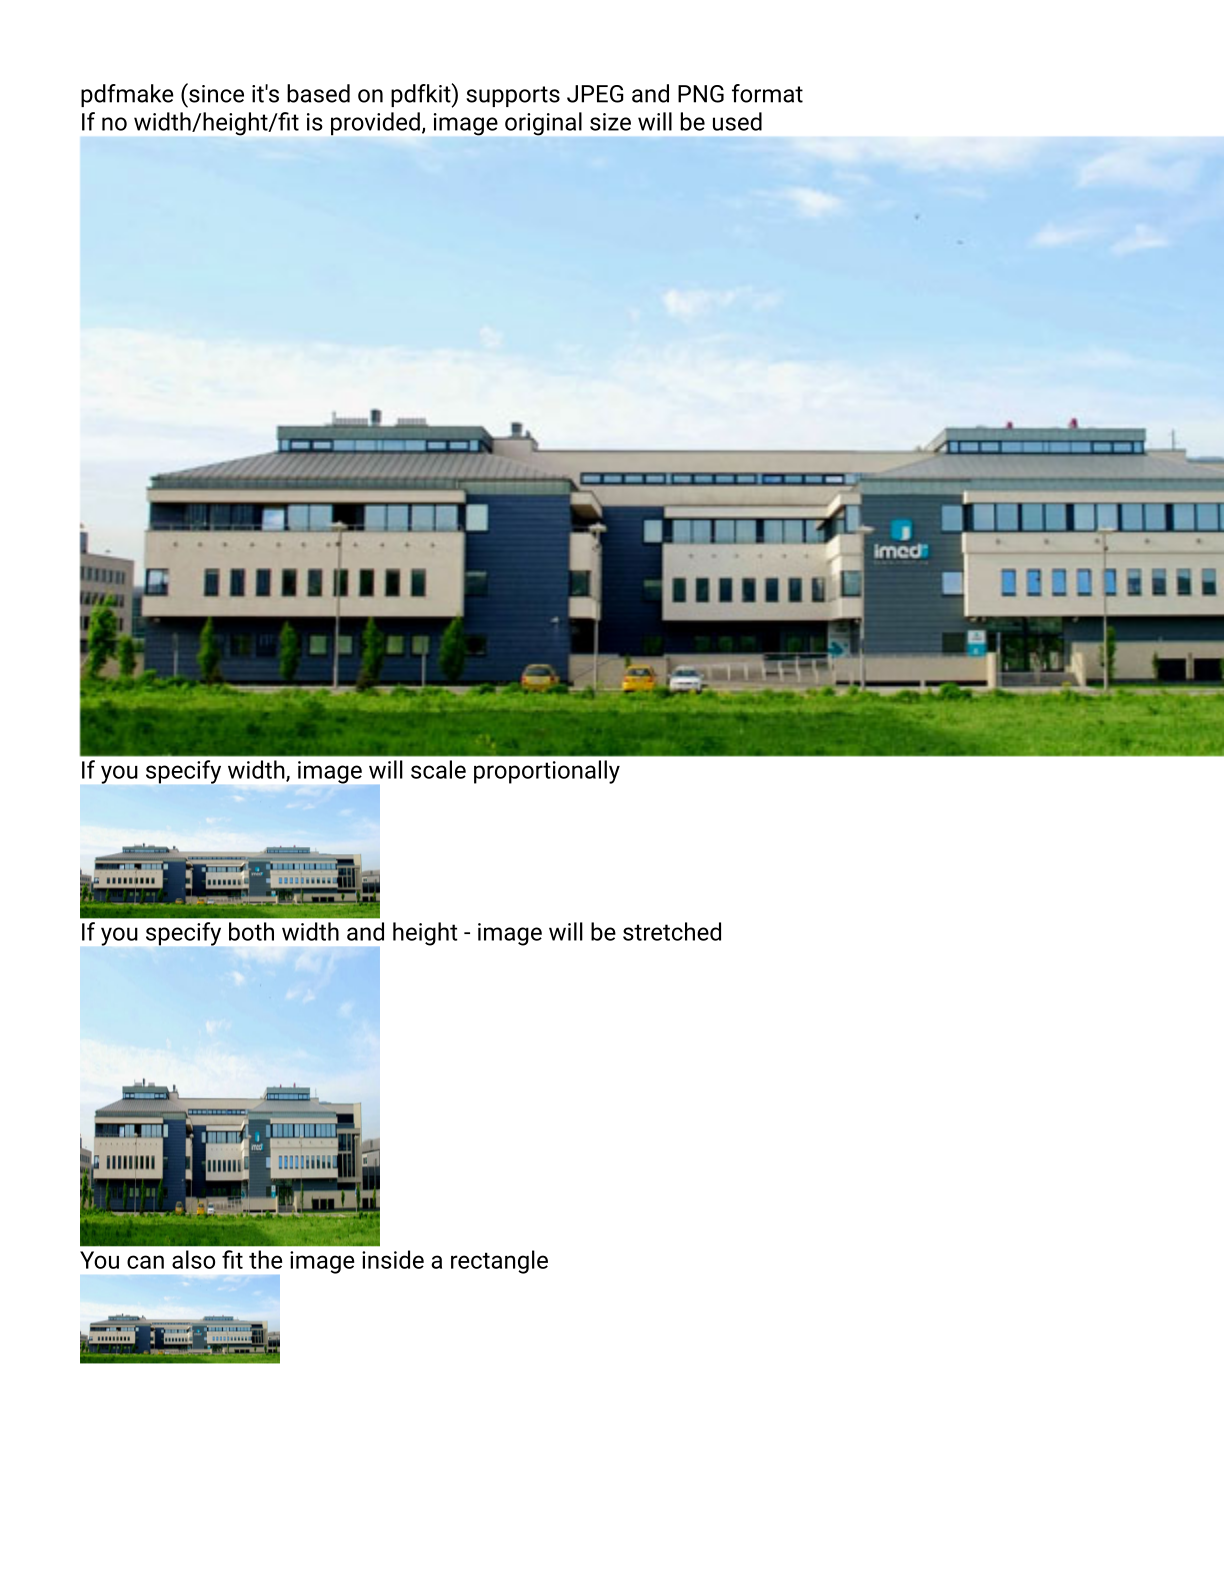 pdfmake (since it's based on pdfkit) supports JPEG and PNG format
If no width/height/fit is provided, image original size will be used
imed
If you specify width, image will scale proportionally
If you specify both width and height - image will be stretched
imed
You can also fit the image inside a rectangle